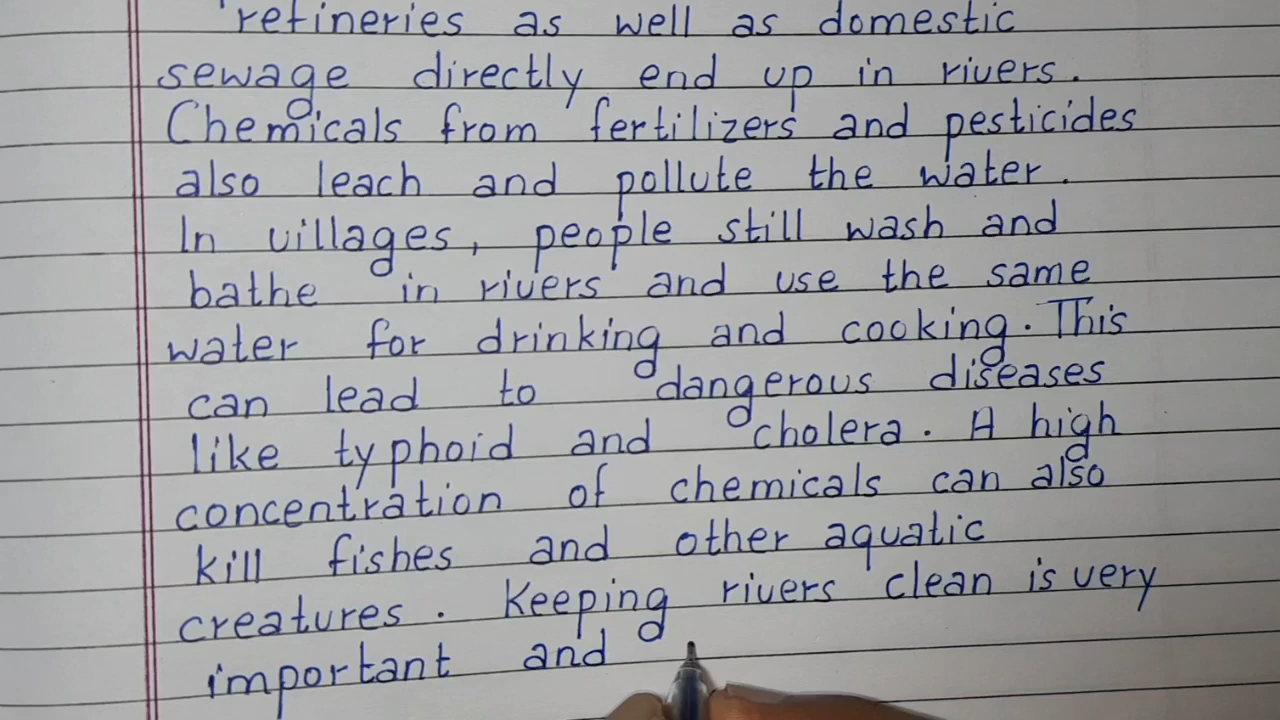 refineries as well as domestic
sewage directly end up in rivers.
Chemicals from fertilizers and pesticides
also leach and pollute the water.
In villages, people still wash and
bathe in rivers and use the same
water for drinking and cooking. This
can lead to dangerous diseases
like typhoid and cholera. A high
concentration of chemicals can also
kill fishes and other aquatic
creatures. Keeping rivers clean is very
important and